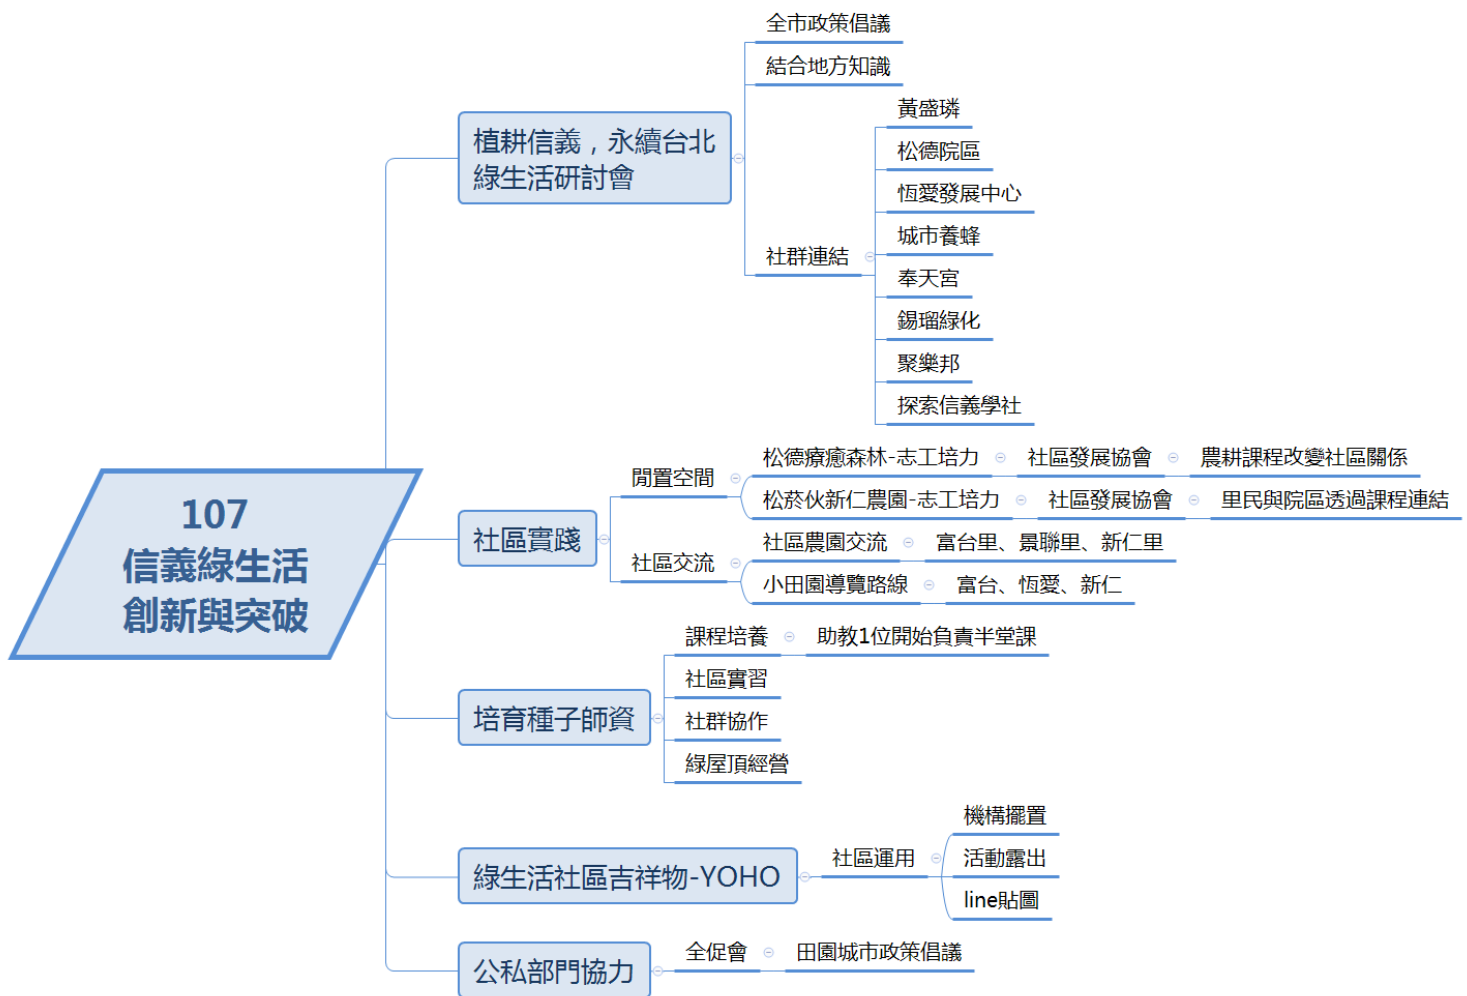 107
信義綠生活
創新與突破
植耕信義，永續台北
綠生活研討會
全市政策倡議
結合地方知識
社群連結
黃盛璘
松德院區
恆愛發展中心
城市養蜂
奉天宮
錫瑠綠化
聚樂邦
探索信義學社
社區實踐
閒置空間
松德療癒森林-志工培力
社區發展協會
農耕課程改變社區關係
松菸伙新仁農園-志工培力
社區發展協會
里民與院區透過課程連結
社區交流
社區農園交流
富台里、景聯里、新仁里
小田園導覽路線
富台、恆愛、新仁
培育種子師資
課程培養
助教1位開始負責半堂課
社區實習
社群協作
綠屋頂經營
綠生活社區吉祥物-YOHO
社區運用
機構擺置
活動露出
line貼圖
公私部門協力
全促會
田園城市政策倡議